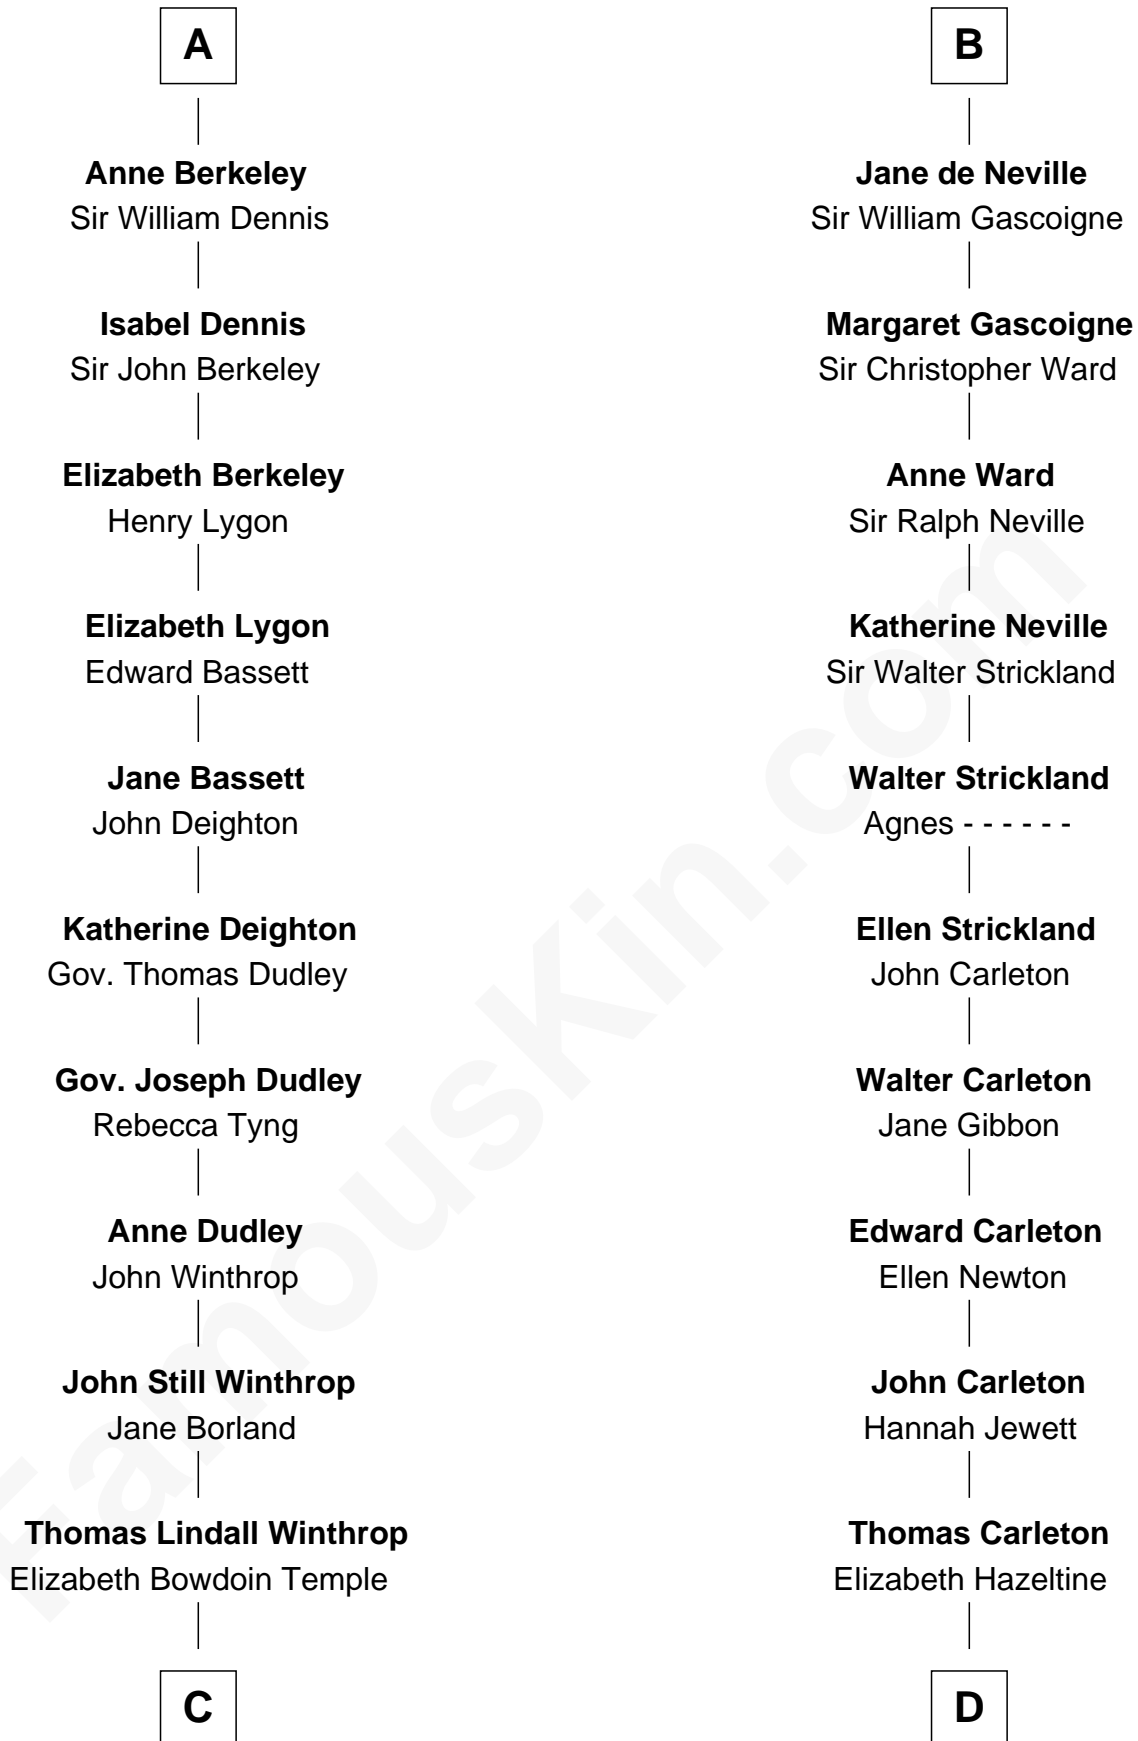 A
Anne Berkeley
Sir William Dennis
Isabel Dennis
Sir John Berkeley
Elizabeth Berkeley
Henry Lygon
Elizabeth Lygon
Edward Bassett
Jane Bassett
John Deighton
Katherine Deighton
Gov. Thomas Dudley
Gov. Joseph Dudley
Rebecca Tyng
Anne Dudley
John Winthrop
John Still Winthrop
Jane Borland
Thomas Lindall Winthrop
Elizabeth Bowdoin Temple
C
B
Jane de Neville
Sir William Gascoigne
Margaret Gascoigne
Sir Christopher Ward
Anne Ward
Sir Ralph Neville
Katherine Neville
Sir Walter Strickland
Walter Strickland
Agnes - - - - - -
Ellen Strickland
John Carleton
Walter Carleton
Jane Gibbon
Edward Carleton
Ellen Newton
John Carleton
Hannah Jewett
Thomas Carleton
Elizabeth Hazeltine
D
FamousKin.com